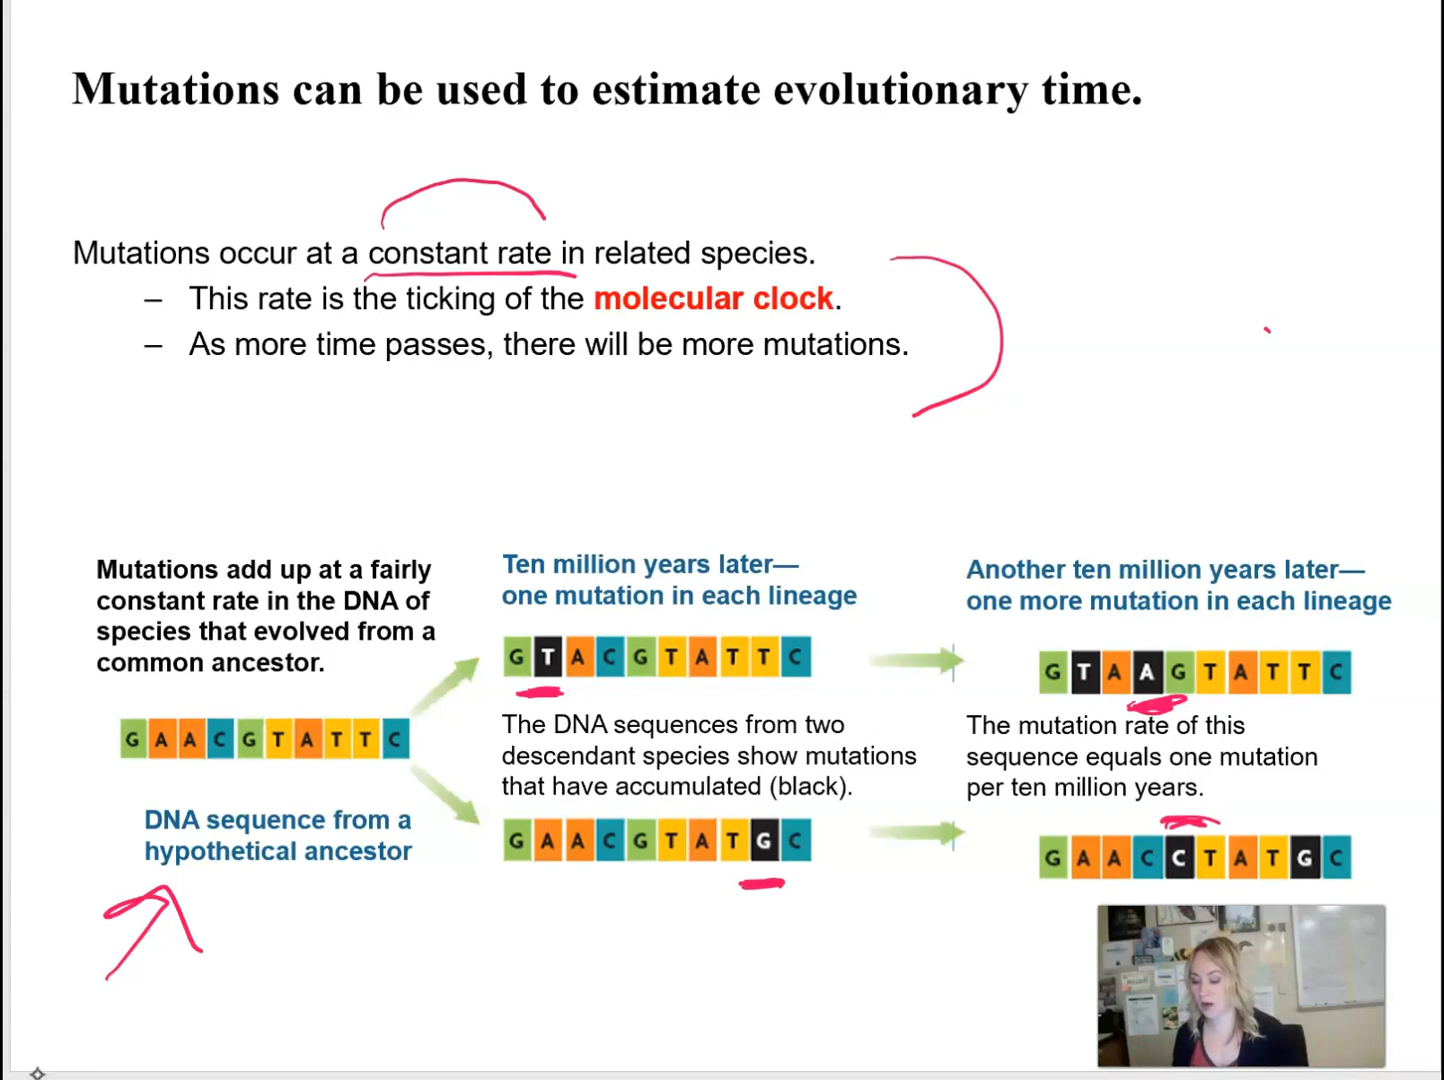 Mutations can be used to estimate evolutionary time.
Mutations occur at a constant rate in related species.
– This rate is the ticking of the molecular clock.
– As more time passes, there will be more mutations.
Mutations add up at a fairly
constant rate in the DNA of
species that evolved from a
common ancestor.
G A A C G T A T T C
DNA sequence from a
hypothetical ancestor
Ten million years later—
one mutation in each lineage
G T A C G T A T T C
The DNA sequences from two
descendant species show mutations
that have accumulated (black).
G A A C G T A T G C
Another ten million years later—
one more mutation in each lineage
G T A A G T A T T C
The mutation rate of this
sequence equals one mutation
per ten million years.
G A A C C T A T G C